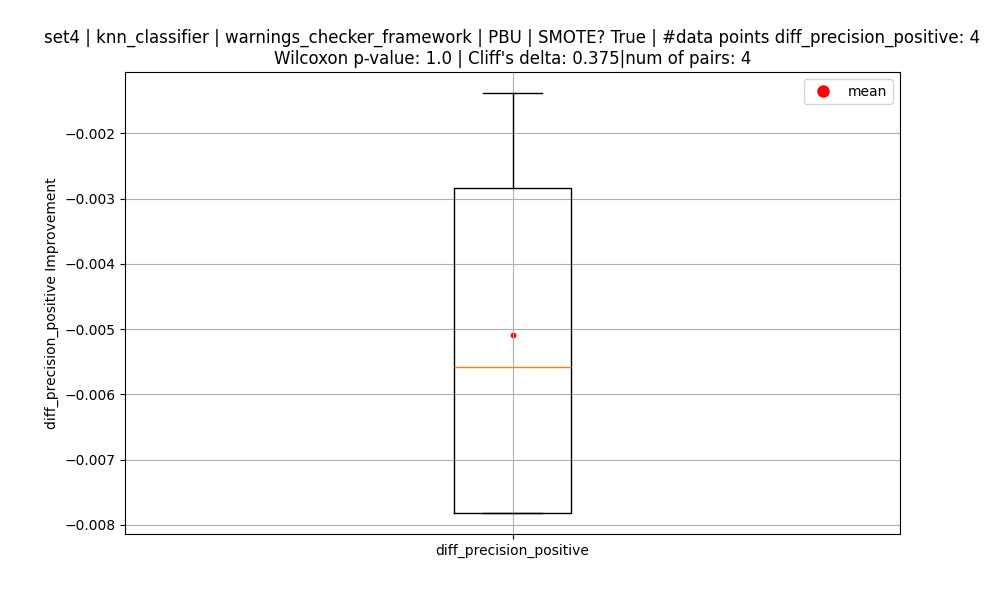 set4 | knn_classifier | warnings_checker_framework | PBU | SMOTE? True | #data points diff_precision_positive: 4
Wilcoxon p-value: 1.0 | Cliff's delta: 0.375|num of pairs: 4
mean
−0.002
−0.003
−0.004
−0.005
−0.006
−0.007
−0.008
diff_precision_positive Improvement
diff_precision_positive